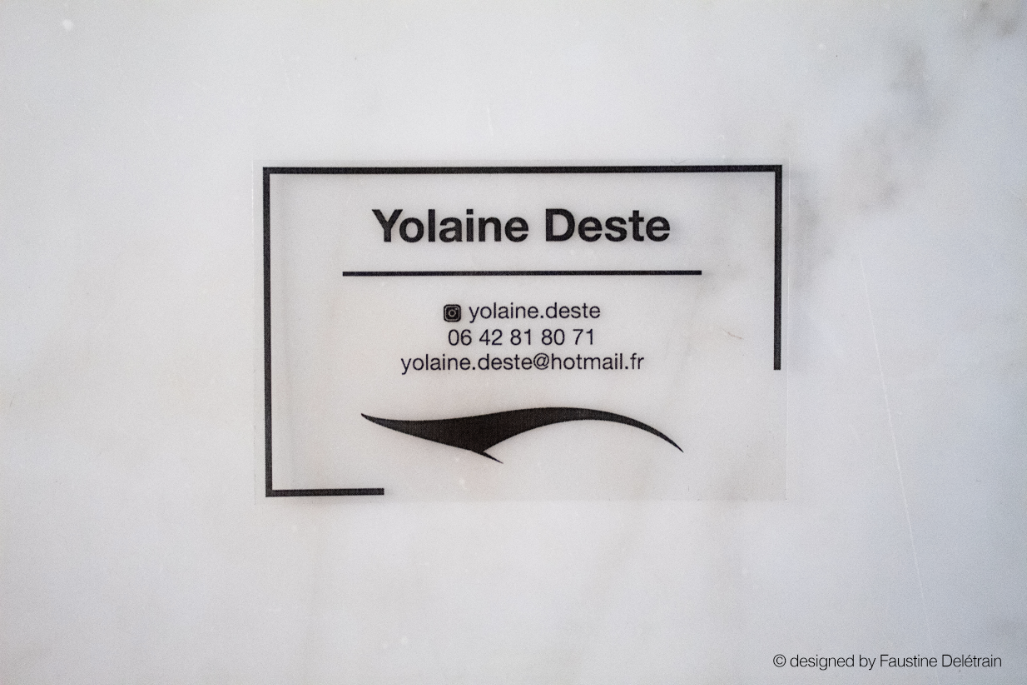 Yolaine Deste
yolaine.deste
06 42 81 80 71
yolaine.deste@hotmail.fr
© designed by Faustine Delétrain